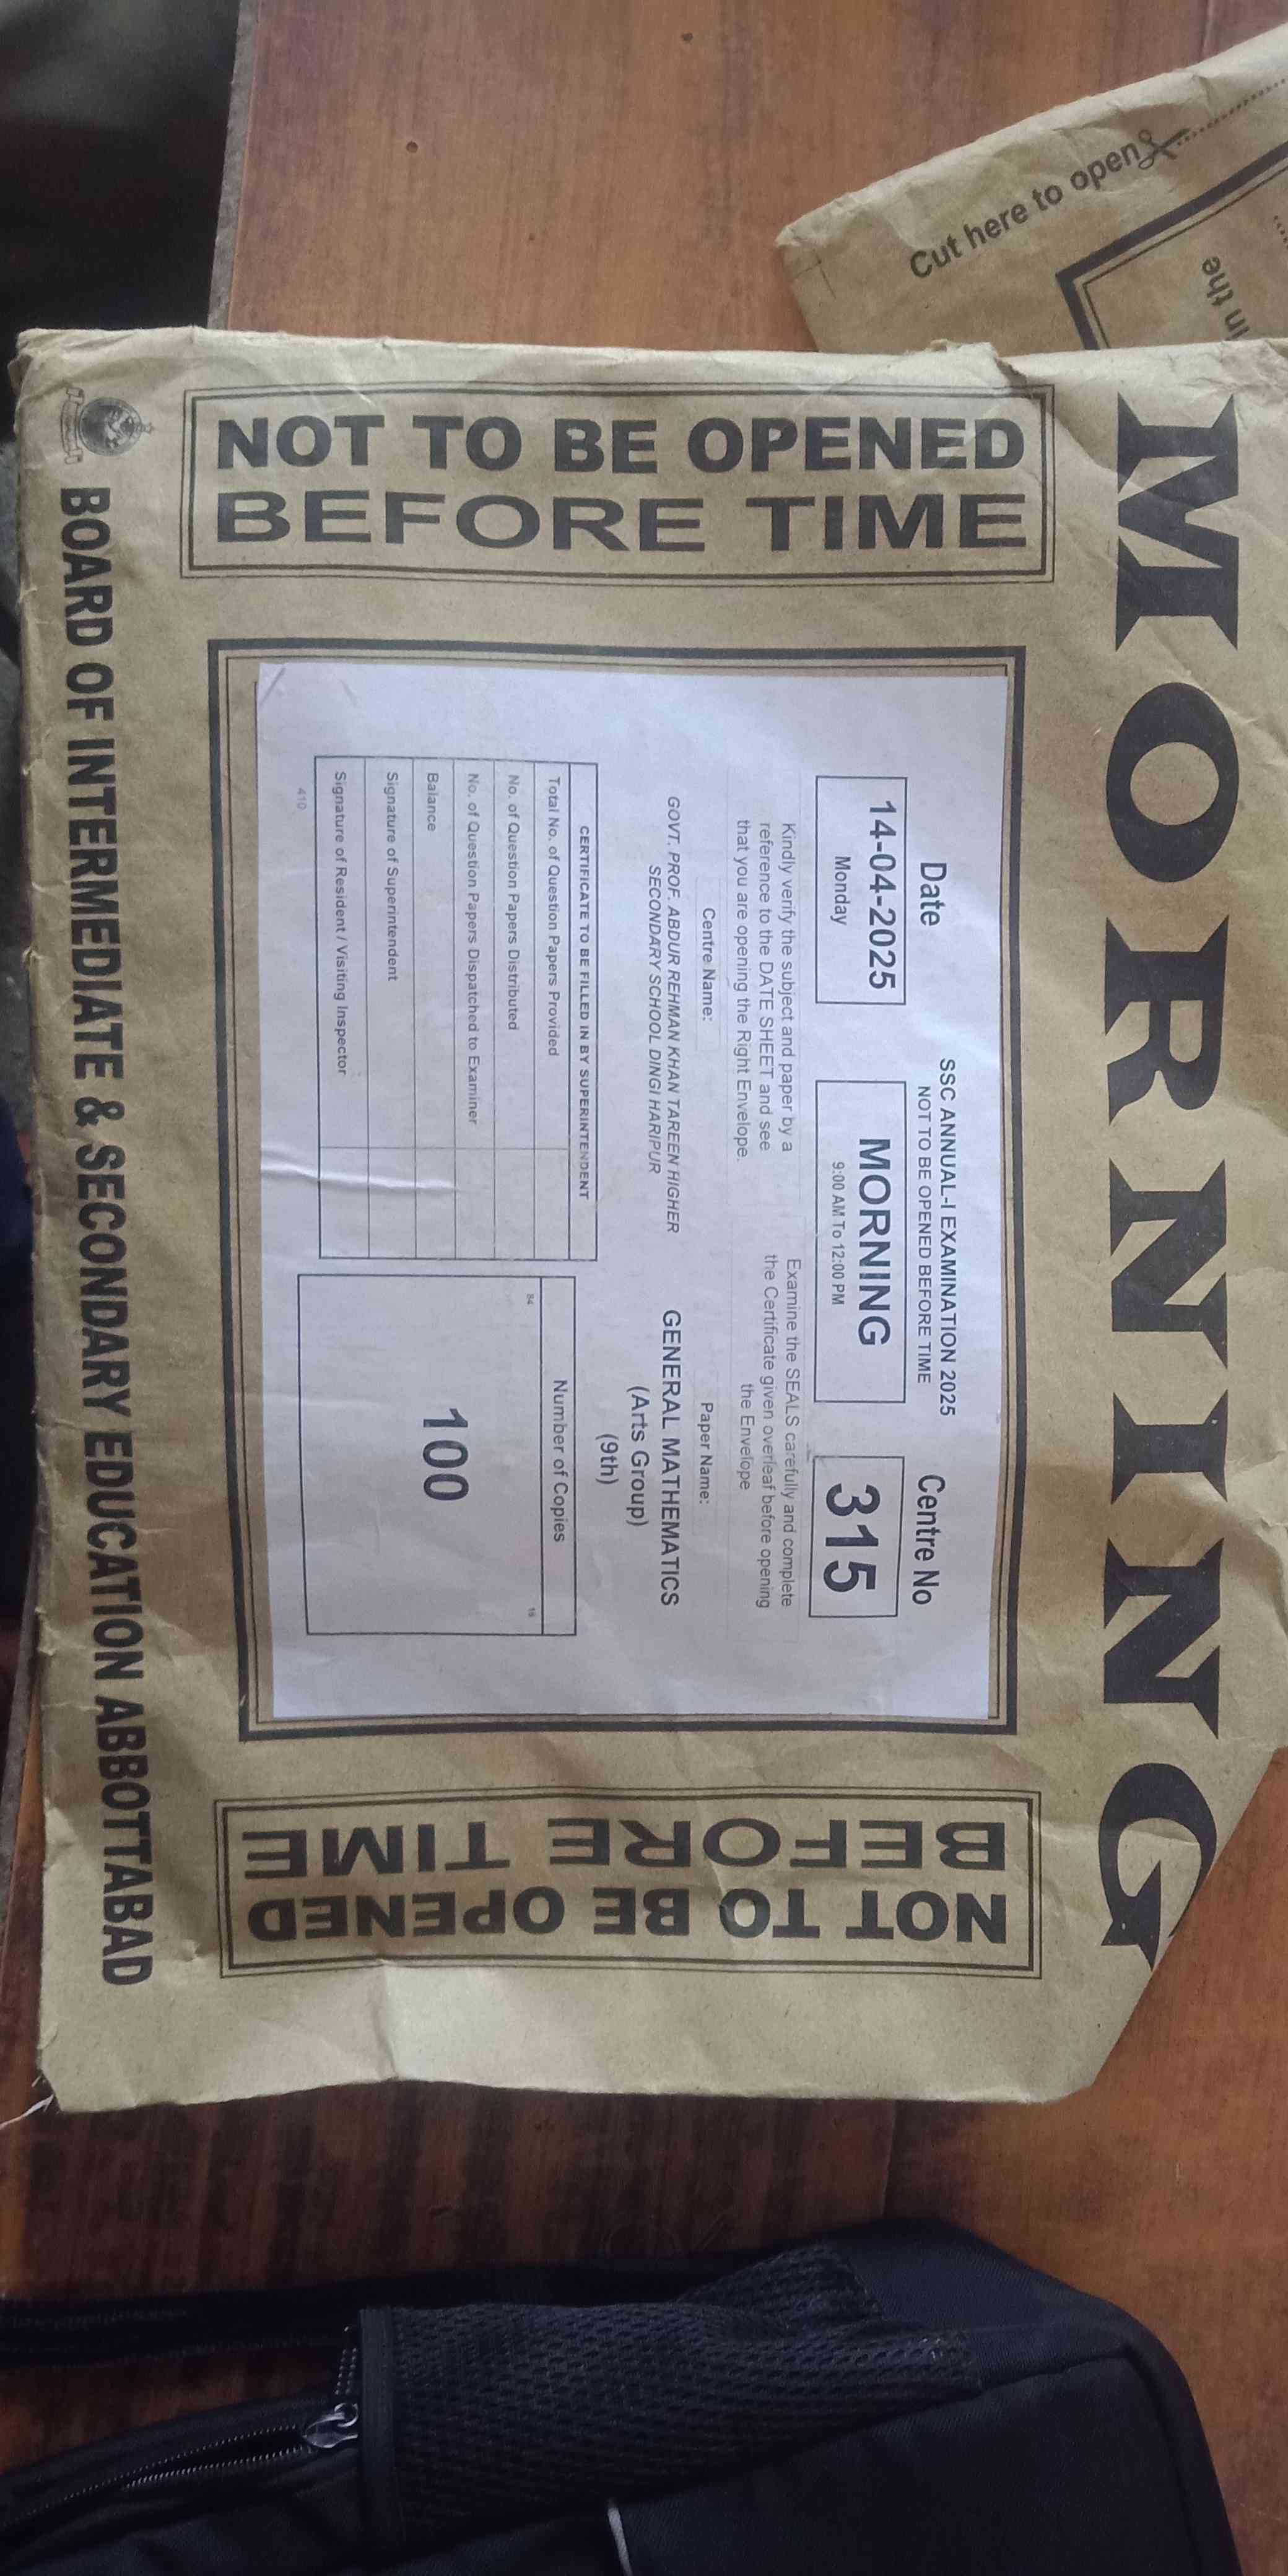 Cut here to open
in the
MORNING
NOT TO BE OPENED
BEFORE TIME
SSC ANNUAL-I EXAMINATION 2025
NOT TO BE OPENED BEFORE TIME
Date
14-04-2025
Monday
MORNING
9:00 AM To 12:00 PM
Centre No
315
Kindly verify the subject and paper by a
reference to the DATE SHEET and see
that you are opening the Right Envelope.
Examine the SEALS carefully and complete
the Certificate given overleaf before opening
the Envelope
Centre Name:
GOVT. PROF. ABDUR REHMAN KHAN TAREEN HIGHER
SECONDARY SCHOOL DINGI HARIPUR
Paper Name:
GENERAL MATHEMATICS
(Arts Group)
(9th)
CERTIFICATE TO BE FILLED IN BY SUPERINTENDENT
Total No. of Question Papers Provided
No. of Question Papers Distributed
No. of Question Papers Dispatched to Examiner
Balance
Signature of Superintendent
Signature of Resident / Visiting Inspector
410
Number of Copies
84
16
100
NOT TO BE OPENED
BEFORE TIME
BOARD OF INTERMEDIATE & SECONDARY EDUCATION ABBOTTABAD